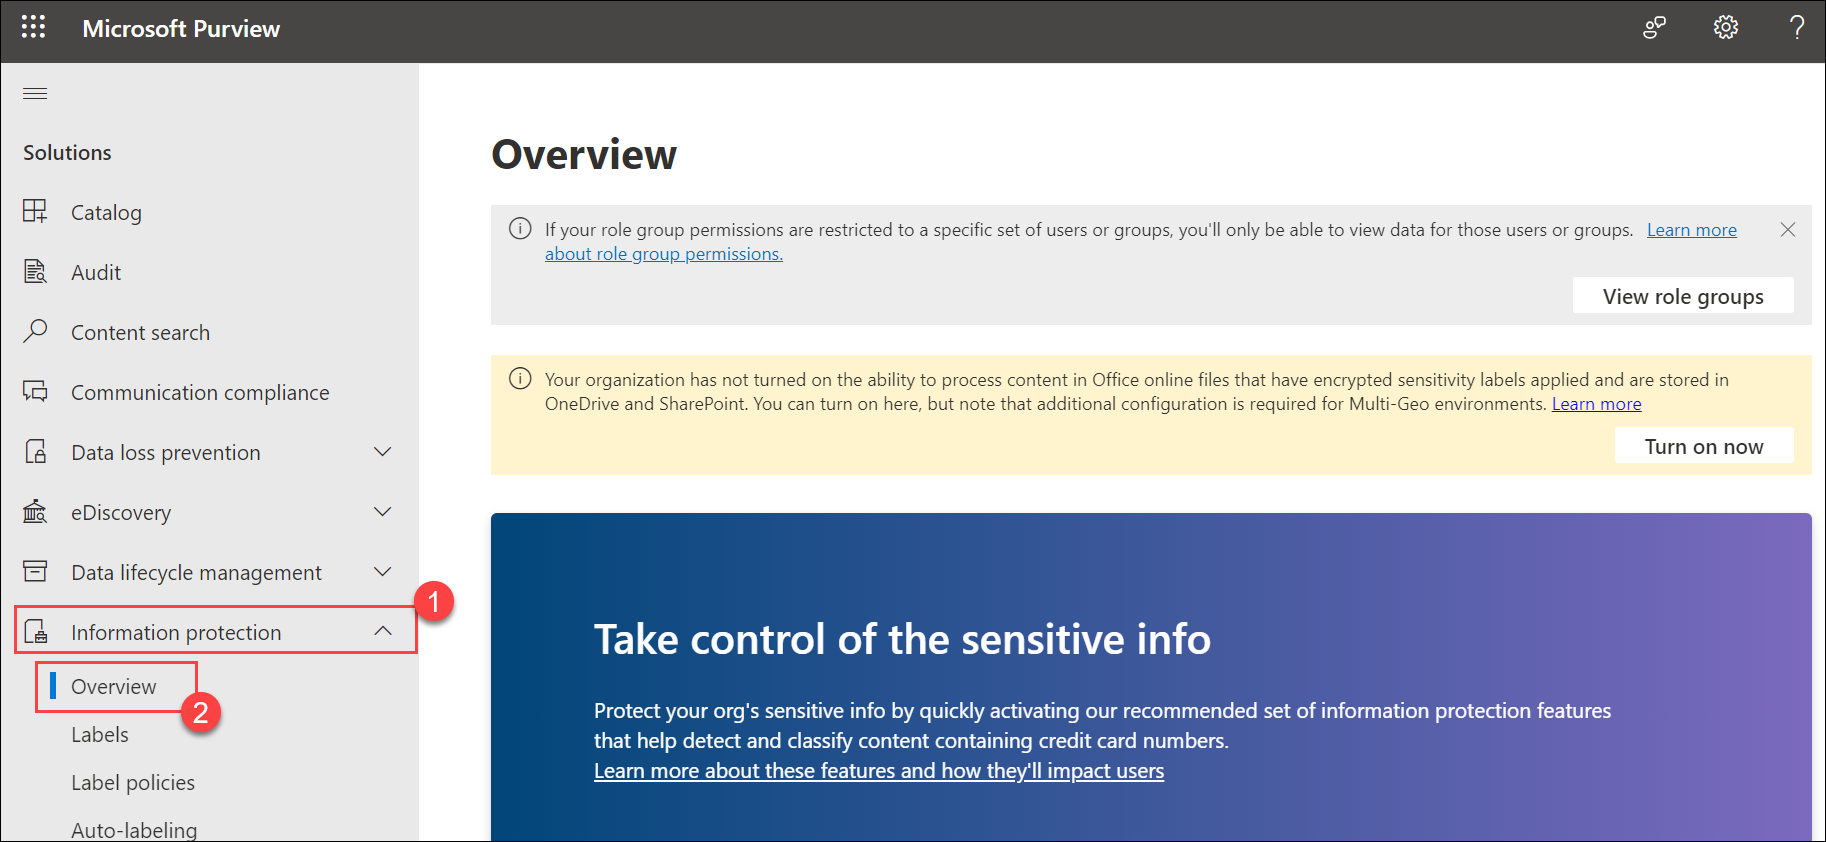 Microsoft Purview
?
Solutions
Catalog
Audit
Content search
Communication compliance
Data loss prevention
eDiscovery
Data lifecycle management
1
Information protection
Overview
2
Labels
Label policies
Auto-labeling
Overview
If your role group permissions are restricted to a specific set of users or groups, you'll only be able to view data for those users or groups. Learn more
about role group permissions.
View role groups
Your organization has not turned on the ability to process content in Office online files that have encrypted sensitivity labels applied and are stored in
OneDrive and SharePoint. You can turn on here, but note that additional configuration is required for Multi-Geo environments. Learn more
Turn on now
Take control of the sensitive info
Protect your org's sensitive info by quickly activating our recommended set of information protection features
that help detect and classify content containing credit card numbers.
Learn more about these features and how they'll impact users